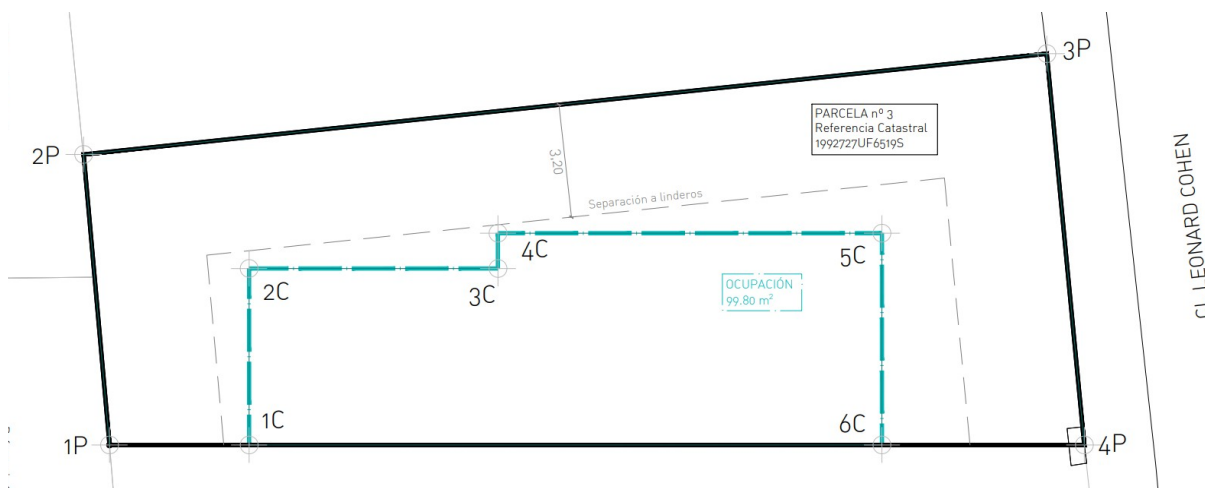 3P
PARCELA nº 3
Referencia Catastral
1992727UF6519S
2P
3,20
Separación a linderos
CL LEONARD COHEN
4C
5C
2C
3C
OCUPACIÓN
99.80 m²
1C
6C
1P
4P